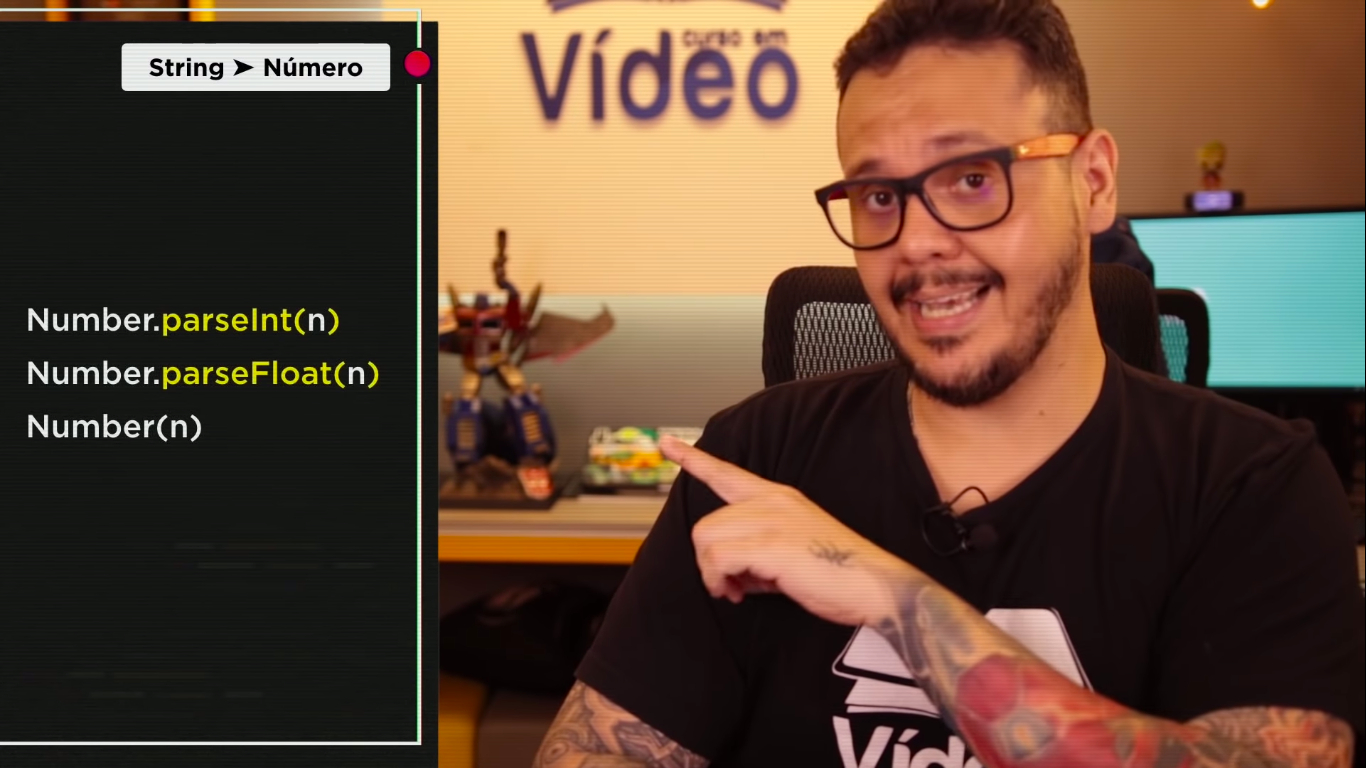 String ➤ Número
Number.parseInt(n)
Number.parseFloat(n)
Number(n)
curso em
Vídeo